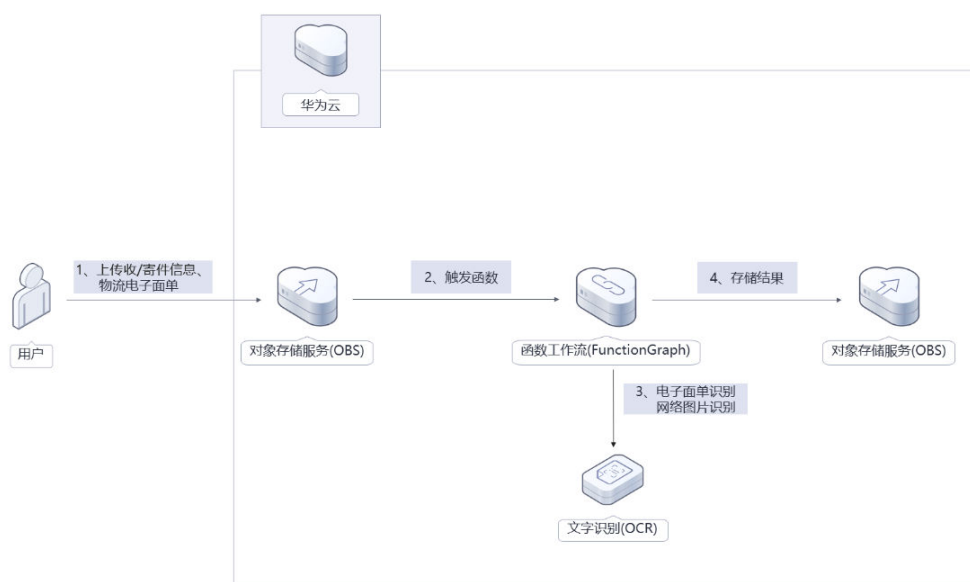 华为云
1、上传收/寄件信息、
物流电子面单
2、触发函数
4、存储结果
用户
对象存储服务(OBS)
函数工作流(FunctionGraph)
对象存储服务(OBS)
3、电子面单识别
网络图片识别
文字识别(OCR)